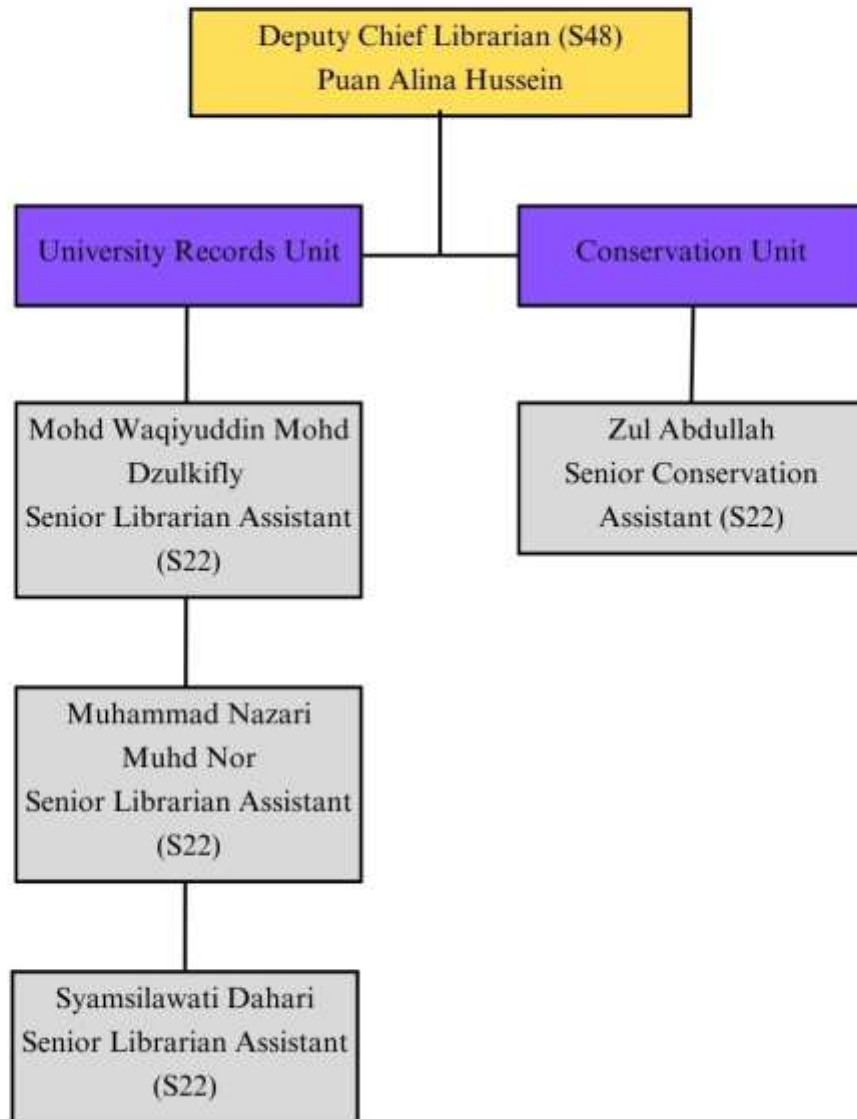 Deputy Chief Librarian (S48)
Puan Alina Hussein
University Records Unit
Conservation Unit
Mohd Waqiyuddin Mohd
Dzulkifly
Senior Librarian Assistant
(S22)
Zul Abdullah
Senior Conservation
Assistant (S22)
Muhammad Nazari
Muhd Nor
Senior Librarian Assistant
(S22)
Syamsilawati Dahari
Senior Librarian Assistant
(S22)